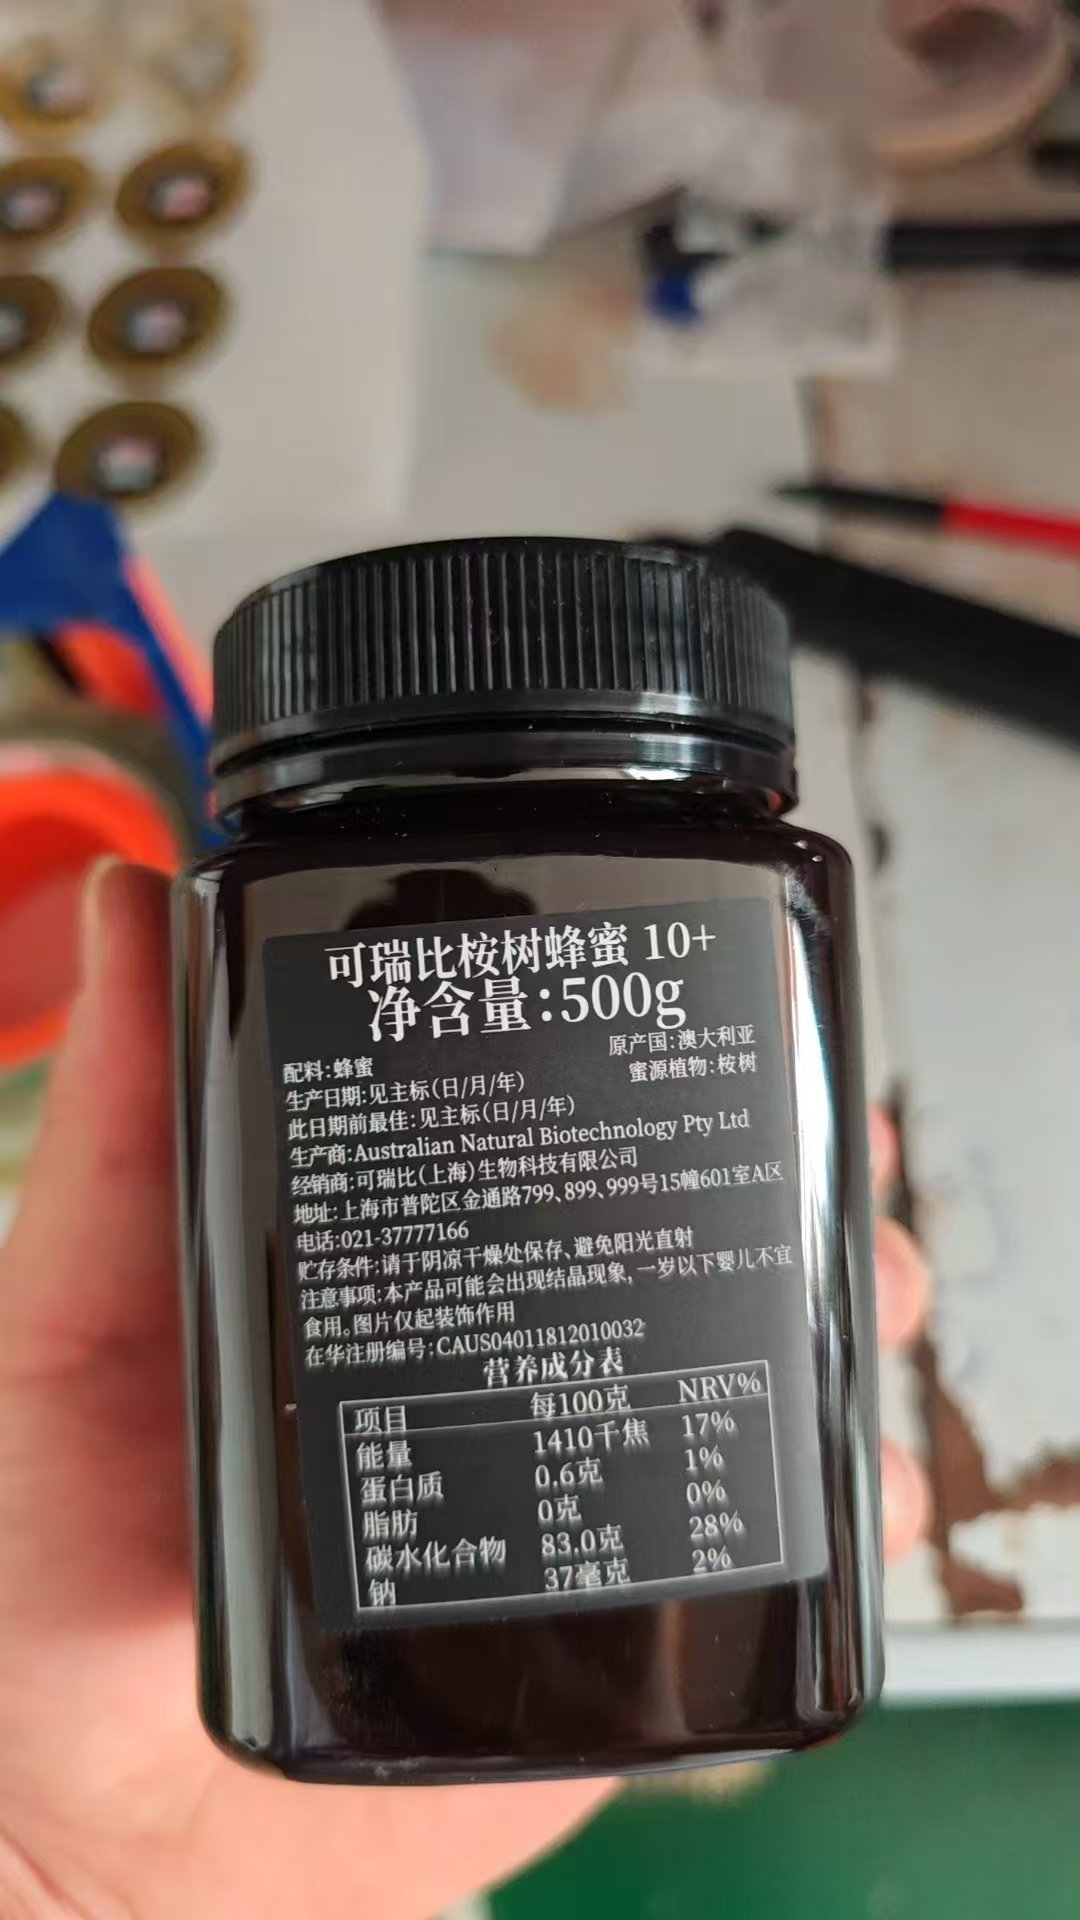 可瑞比桉树蜂蜜 10+
净含量:500g
原产国:澳大利亚
配料:蜂蜜
蜜源植物:桉树
生产日期:见主标(日/月/年)
此日期前最佳:见主标(日/月/年)
生产商:Australian Natural Biotechnology Pty Ltd
经销商:可瑞比(上海)生物科技有限公司
地址:上海市普陀区金通路799、899、999号15幢601室A区
电话:021-37777166
贮存条件:请于阴凉干燥处保存、避免阳光直射
注意事项:本产品可能会出现结晶现象,一岁以下婴儿不宜
食用。图片仅起装饰作用
在华注册编号:CAUS04011812010032
营养成分表
项目 每100克 NRV%
能量 1410千焦 17%
蛋白质 0.6克 1%
脂肪 0克 0%
碳水化合物 83.0克 28%
钠 37毫克 2%